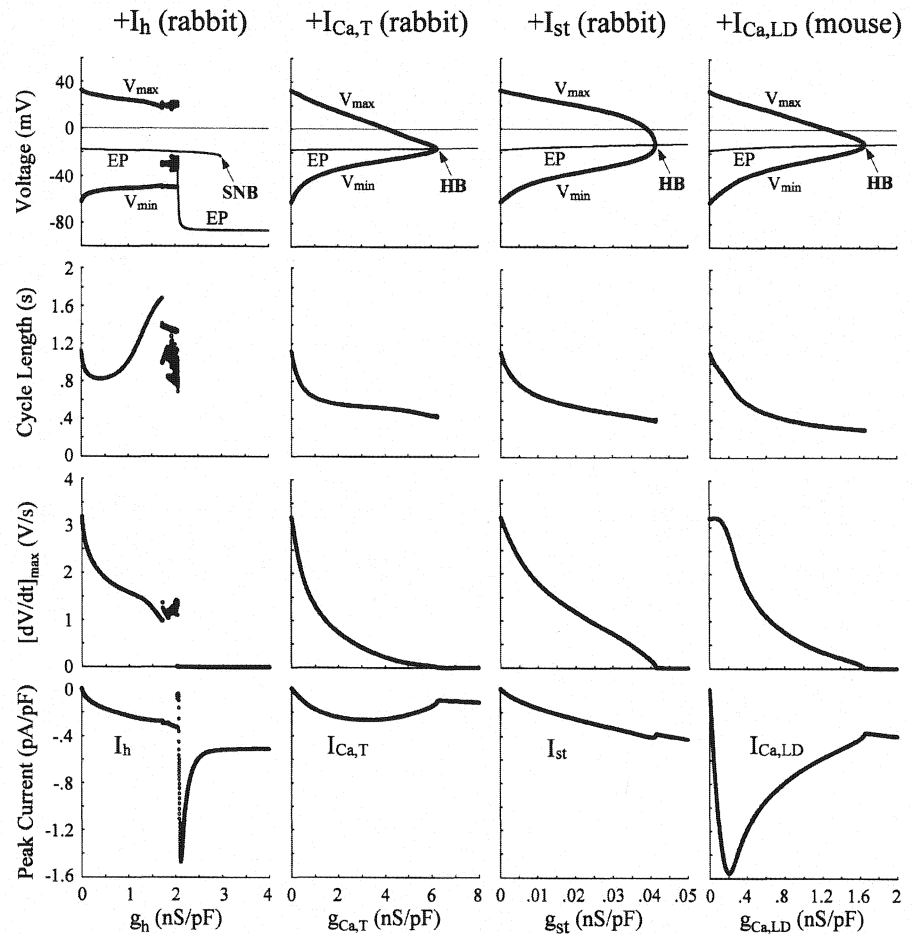 +I_h (rabbit) +I_Ca,T (rabbit) +I_st (rabbit) +I_Ca,LD (mouse)
Voltage (mV)
40
0
-40
-80
V_max
EP
SNB
V_min
EP
V_max
EP
HB
V_min
V_max
EP
HB
V_min
V_max
EP
HB
V_min
Cycle Length (s)
2
1.6
1.2
.8
.4
0
[dV/dt]_max (V/s)
4
3
2
1
0
Peak Current (pA/pF)
0
-.4
-.8
-1.2
-1.6
I_h
I_Ca,T
I_st
I_Ca,LD
0 1 2 3 4
0 2 4 6 8
0 .01 .02 .03 .04 .05
0 .4 .8 1.2 1.6 2
g_h (nS/pF) g_Ca,T (nS/pF) g_st (nS/pF) g_Ca,LD (nS/pF)